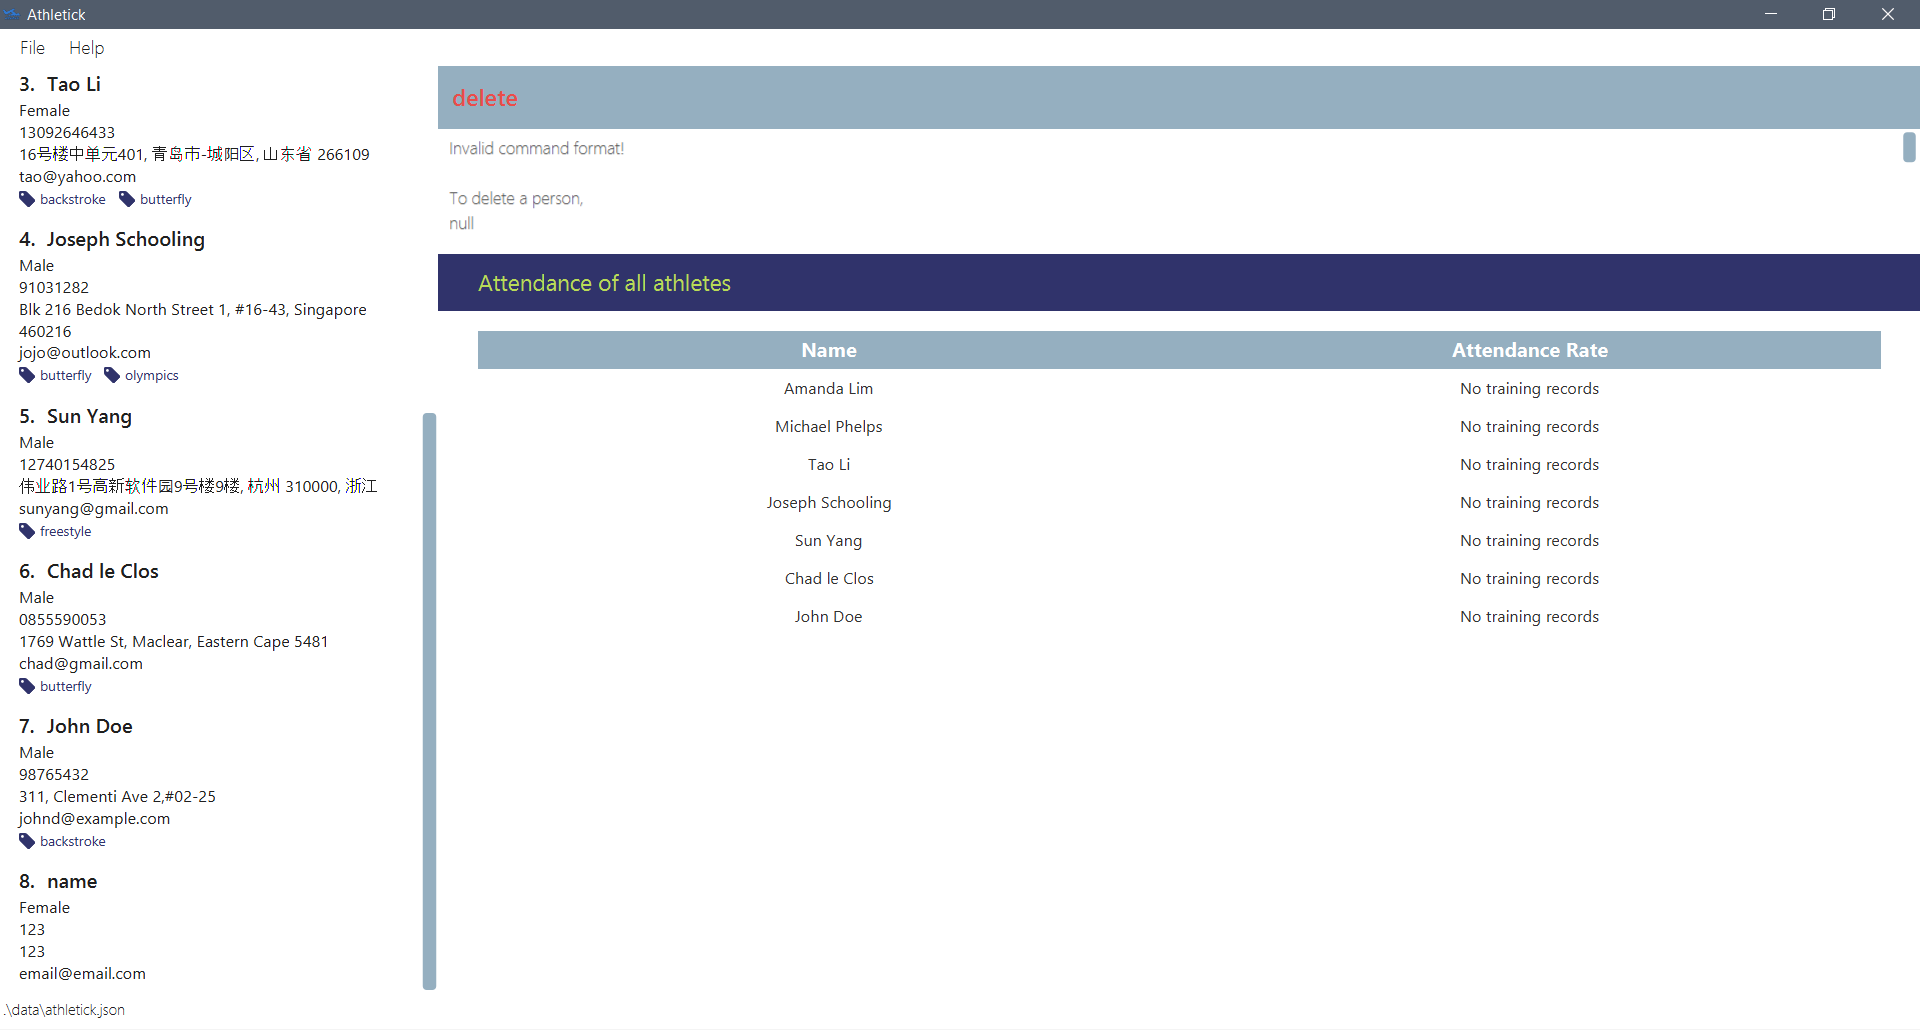 Athletick
File Help
3. Tao Li
Female
13092646433
16号楼中单元401, 青岛市-城阳区, 山东省 266109
tao@yahoo.com
backstroke butterfly
4. Joseph Schooling
Male
91031282
Blk 216 Bedok North Street 1, #16-43, Singapore
460216
jojo@outlook.com
butterfly olympics
5. Sun Yang
Male
12740154825
伟业路1号高新软件园9号楼9楼, 杭州 310000, 浙江
sunyang@gmail.com
freestyle
6. Chad le Clos
Male
0855590053
1769 Wattle St, Maclear, Eastern Cape 5481
chad@gmail.com
butterfly
7. John Doe
Male
98765432
311, Clementi Ave 2,#02-25
johnd@example.com
backstroke
8. name
Female
123
123
email@email.com
delete
Invalid command format!
To delete a person,
null
Attendance of all athletes
Name Attendance Rate
Amanda Lim No training records
Michael Phelps No training records
Tao Li No training records
Joseph Schooling No training records
Sun Yang No training records
Chad le Clos No training records
John Doe No training records
.\data\athletick.json